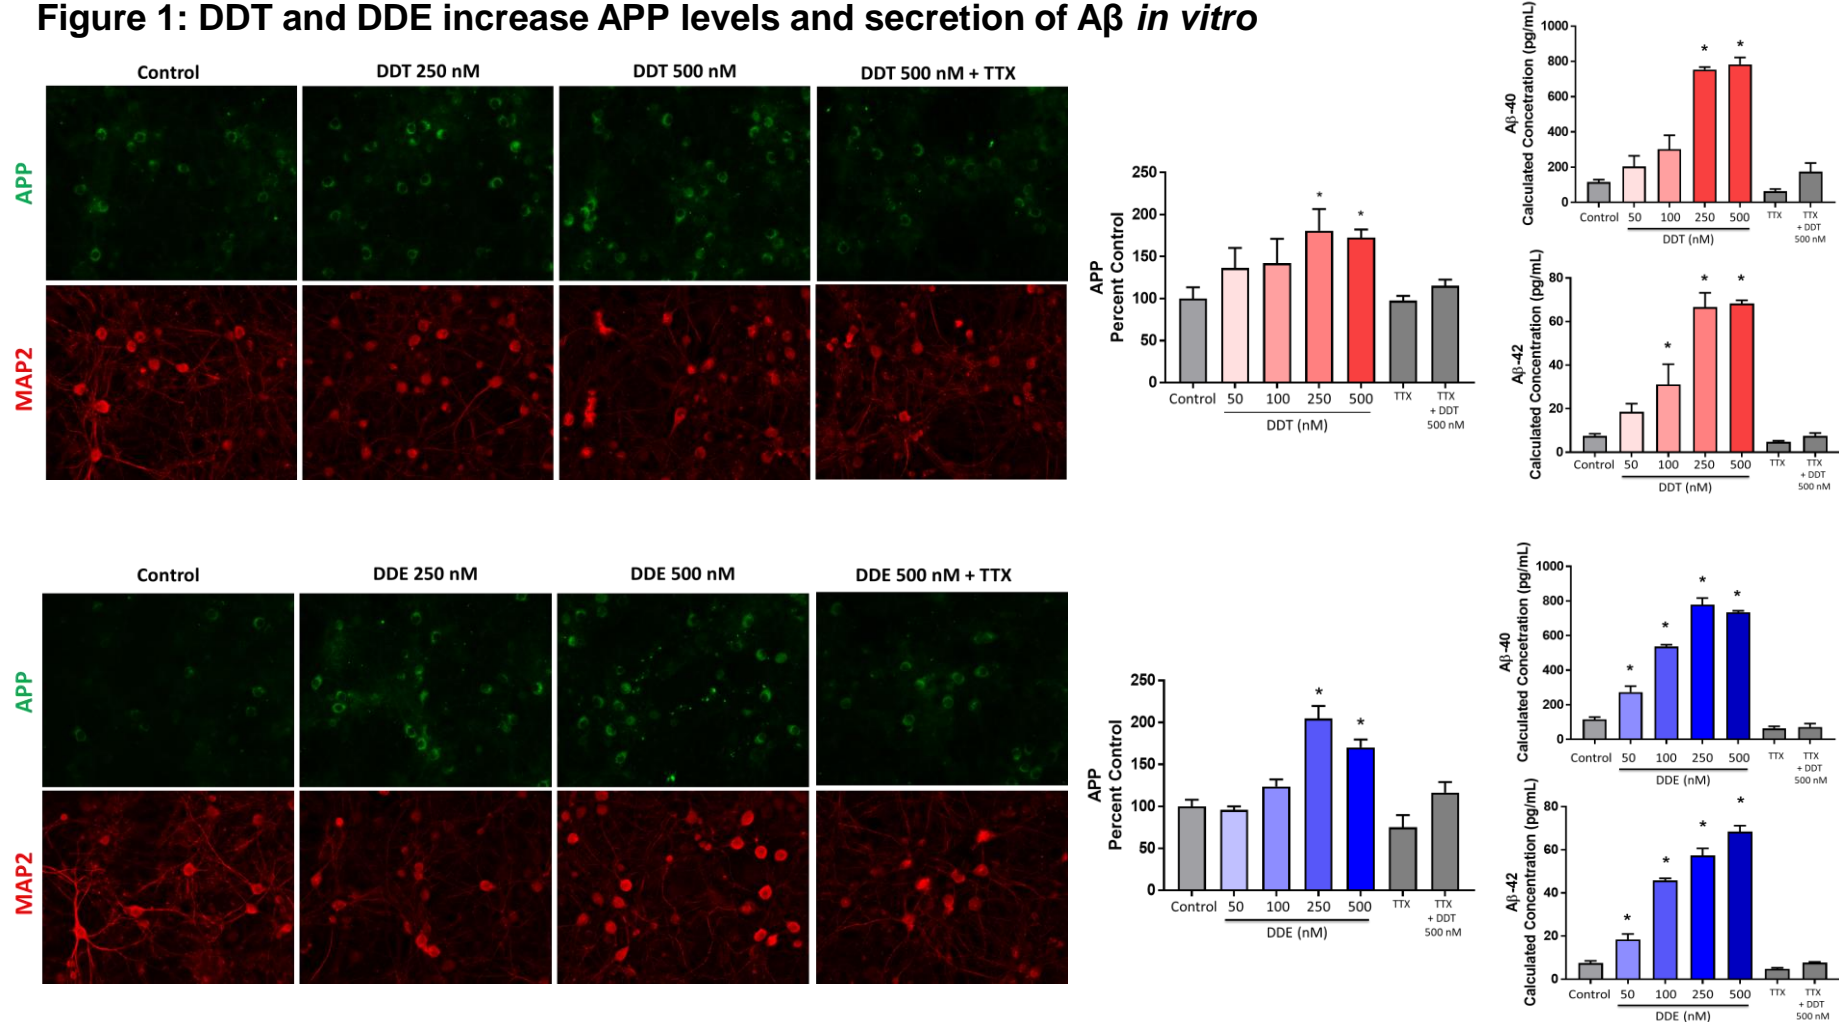 Figure 1: DDT and DDE increase APP levels and secretion of Aβ in vitro
Control DDT 250 nM DDT 500 nM DDT 500 nM + TTX
APP
MAP2
APP
Percent Control
250
200
150
100
50
0
* *
Control 50 100 250 500 TTX TTX
+ DDT
500 nM
DDT (nM)
Aβ-40
Calculated Concetration (pg/mL)
1000
800
600
400
200
0
* *
Control 50 100 250 500 TTX TTX
+ DDT
500 nM
DDT (nM)
Aβ-42
Calculated Concentration (pg/mL)
80
60
40
20
0
* * *
Control 50 100 250 500 TTX TTX
+ DDT
500 nM
DDT (nM)
Control DDE 250 nM DDE 500 nM DDE 500 nM + TTX
APP
MAP2
APP
Percent Control
250
200
150
100
50
0
* *
Control 50 100 250 500 TTX TTX
+ DDT
500 nM
DDE (nM)
Aβ-40
Calculated Concetration (pg/mL)
1000
800
600
400
200
0
* * * *
Control 50 100 250 500 TTX TTX
+ DDT
500 nM
DDE (nM)
Aβ-42
Calculated Concentration (pg/mL)
80
60
40
20
0
* * * *
Control 50 100 250 500 TTX TTX
+ DDT
500 nM
DDE (nM)